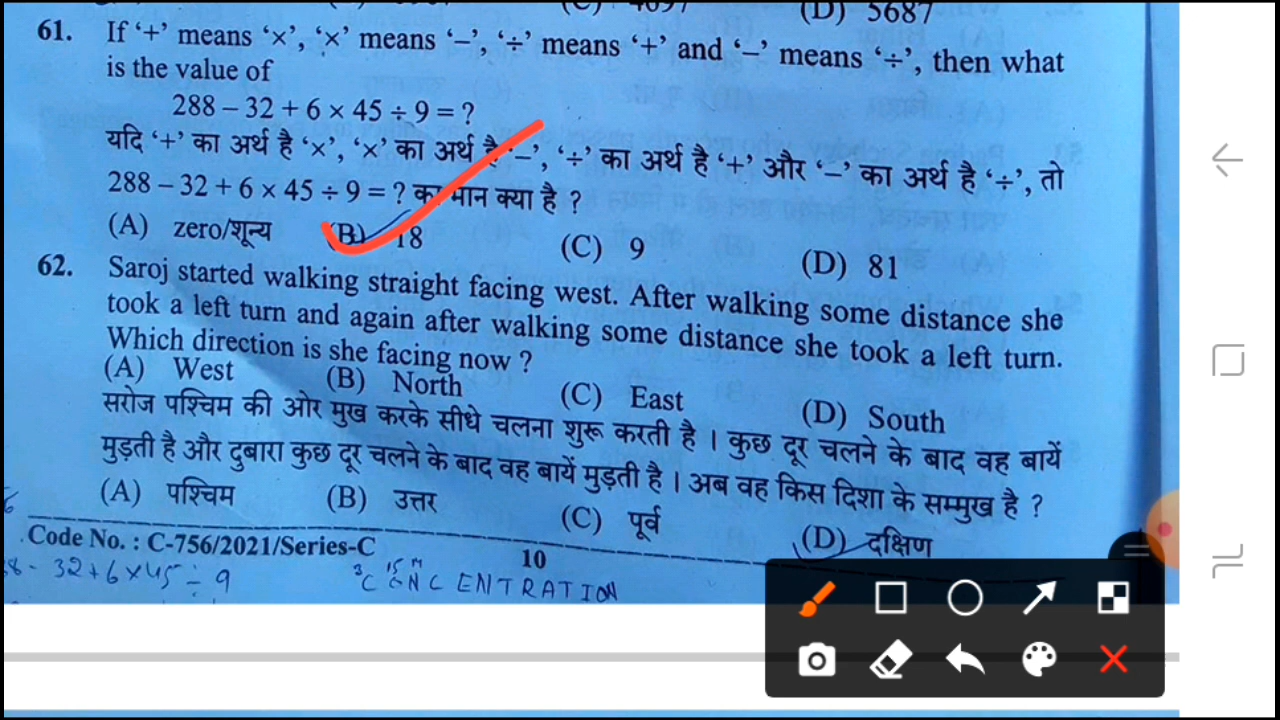 (D) 5687
61. If ‘+’ means ‘×’, ‘×’ means ‘–’, ‘÷’ means ‘+’ and ‘–’ means ‘÷’, then what
is the value of
288 – 32 + 6 × 45 ÷ 9 = ?
यदि ‘+’ का अर्थ है ‘×’, ‘×’ का अर्थ है ‘–’, ‘÷’ का अर्थ है ‘+’ और ‘–’ का अर्थ है ‘÷’, तो
288 – 32 + 6 × 45 ÷ 9 = ? का मान क्या है ?
(A) zero/शून्य (B) 18 (C) 9 (D) 81
62. Saroj started walking straight facing west. After walking some distance she
took a left turn and again after walking some distance she took a left turn.
Which direction is she facing now ?
(A) West (B) North (C) East (D) South
सरोज पश्चिम की ओर मुख करके सीधे चलना शुरू करती है । कुछ दूर चलने के बाद वह बायें
मुड़ती है और दुबारा कुछ दूर चलने के बाद वह बायें मुड़ती है । अब वह किस दिशा के सम्मुख है ?
(A) पश्चिम (B) उत्तर (C) पूर्व (D) दक्षिण
Code No. : C-756/2021/Series-C 10
8 - 32+6×45 ÷ 9